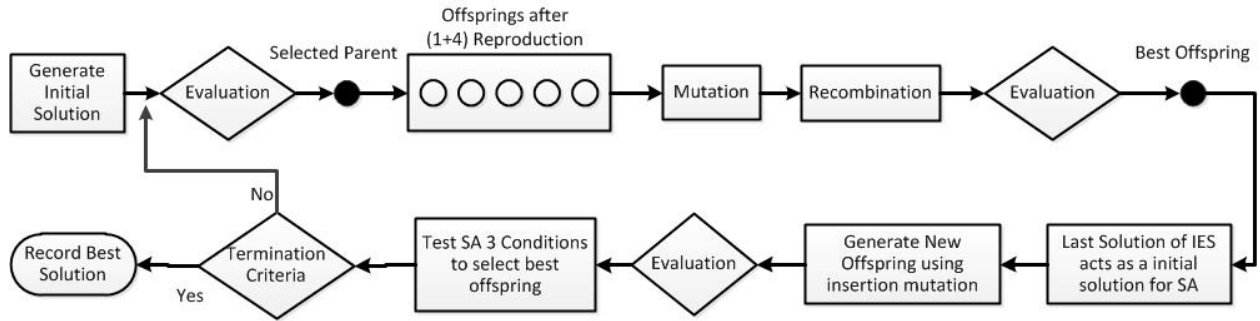 Offsprings after
(1+4) Reproduction
Selected Parent
Best Offspring
Generate
Initial
Solution
Evaluation
Mutation
Recombination
Evaluation
No
Record Best
Solution
Yes
Termination
Criteria
Test SA 3 Conditions
to select best
offspring
Evaluation
Generate New
Offspring using
insertion mutation
Last Solution of IES
acts as a initial
solution for SA